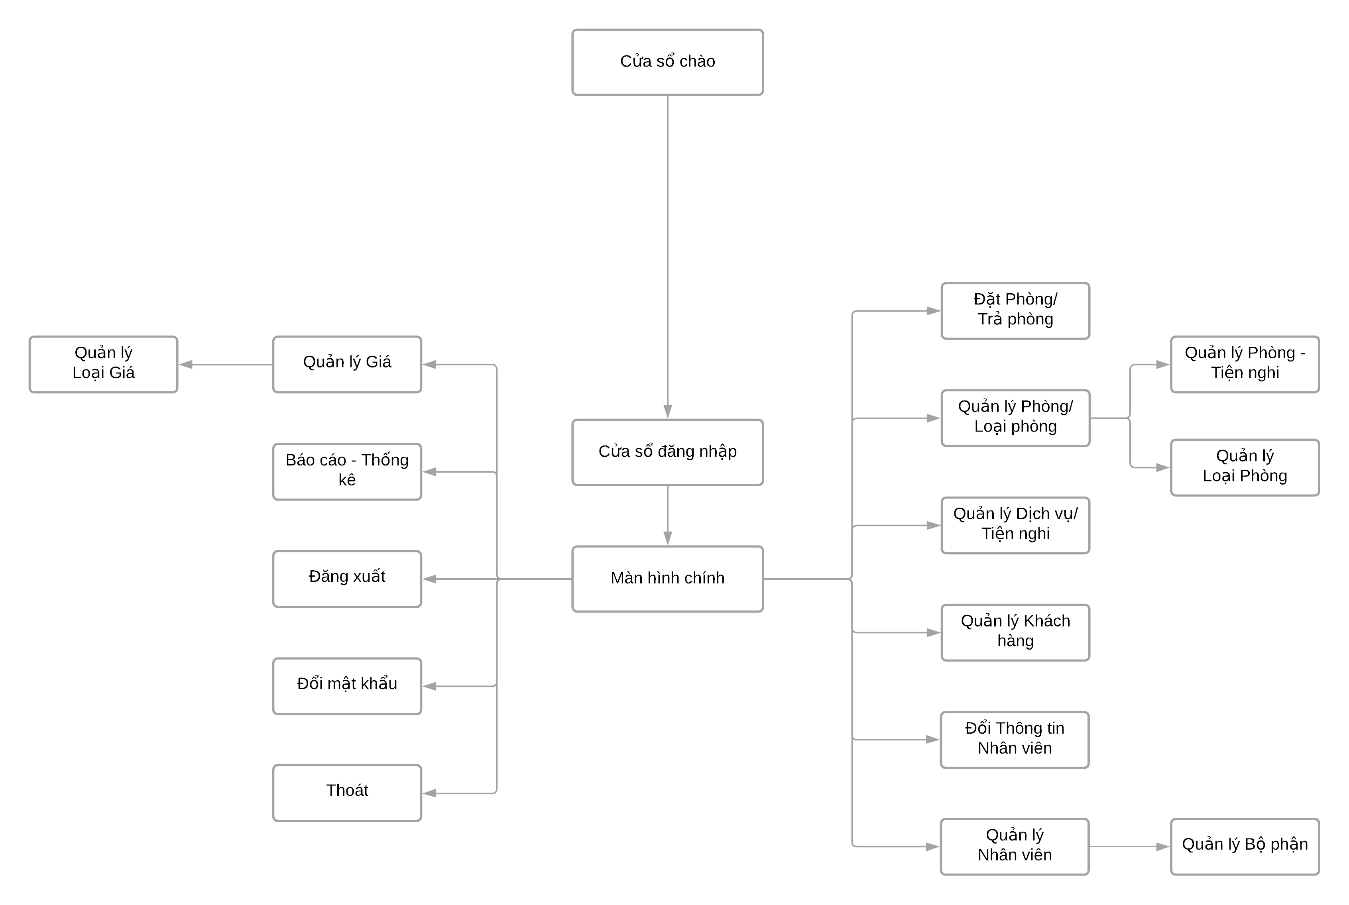 Cửa sổ chào
Đặt Phòng/
Trả phòng
Quản lý
Loại Giá
Quản lý Giá
Quản lý Phòng -
Tiện nghi
Quản lý Phòng/
Loại phòng
Cửa sổ đăng nhập
Báo cáo - Thống
kê
Quản lý
Loại Phòng
Quản lý Dịch vụ/
Tiện nghi
Đăng xuất
Màn hình chính
Quản lý Khách
hàng
Đổi mật khẩu
Đổi Thông tin
Nhân viên
Thoát
Quản lý
Nhân viên
Quản lý Bộ phận